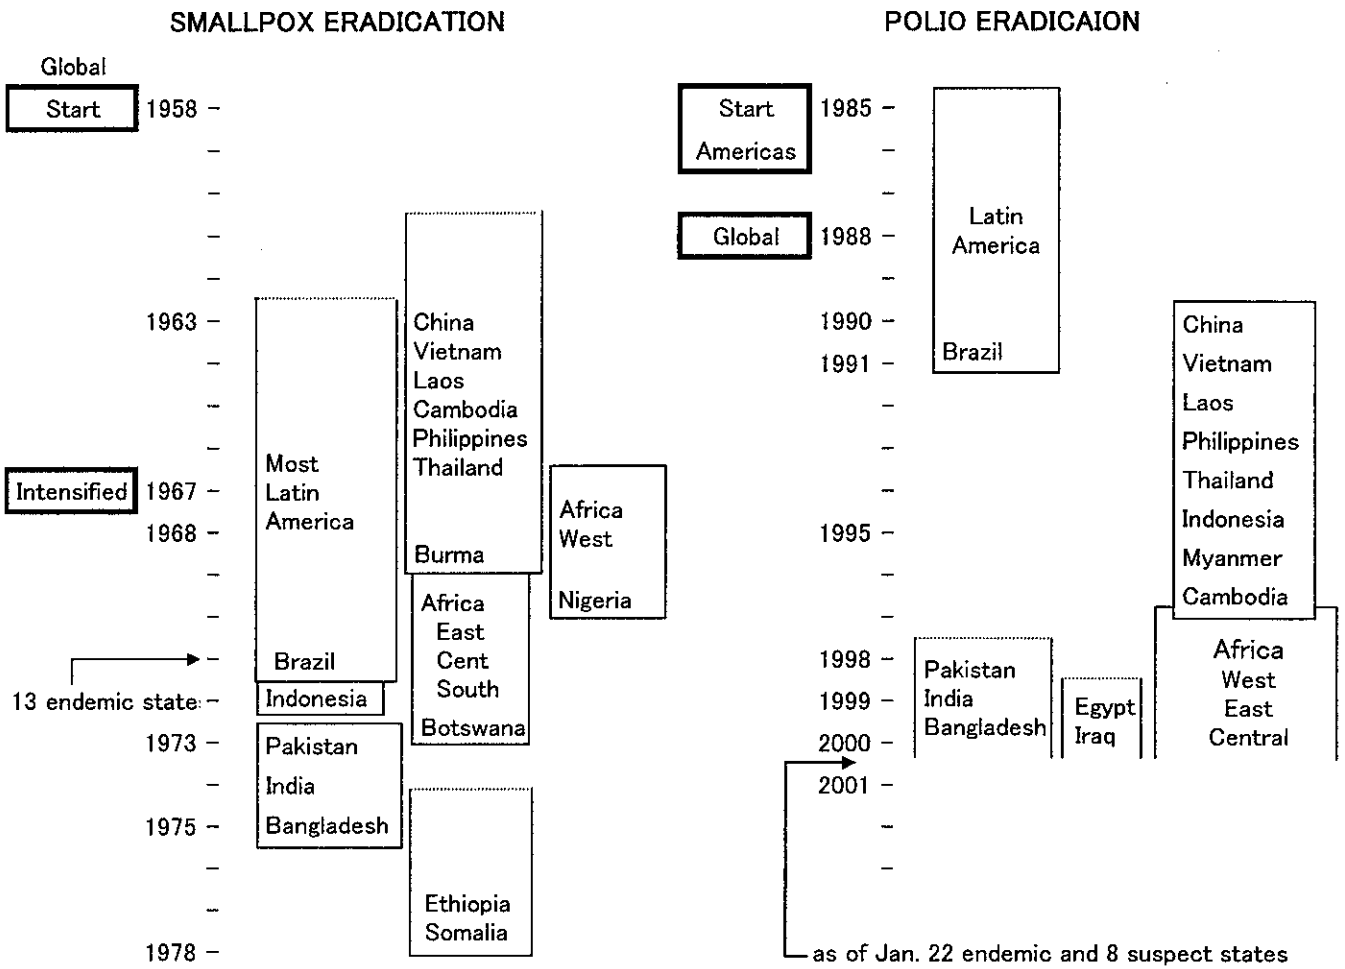 SMALLPOX ERADICATION
Global
Start
1958
1963
Intensified
1967
1968
13 endemic state
1973
1975
1978
Most
Latin
America
Brazil
Indonesia
Pakistan
India
Bangladesh
China
Vietnam
Laos
Cambodia
Philippines
Thailand
Burma
Africa
East
Cent
South
Botswana
Ethiopia
Somalia
Africa
West
Nigeria
POLIO ERADICAION
Start
Americas
Global
1985
1988
1990
1991
1995
1998
1999
2000
2001
Latin
America
Brazil
China
Vietnam
Laos
Philippines
Thailand
Indonesia
Myanmer
Cambodia
Pakistan
India
Bangladesh
Egypt
Iraq
Africa
West
East
Central
as of Jan. 22 endemic and 8 suspect states